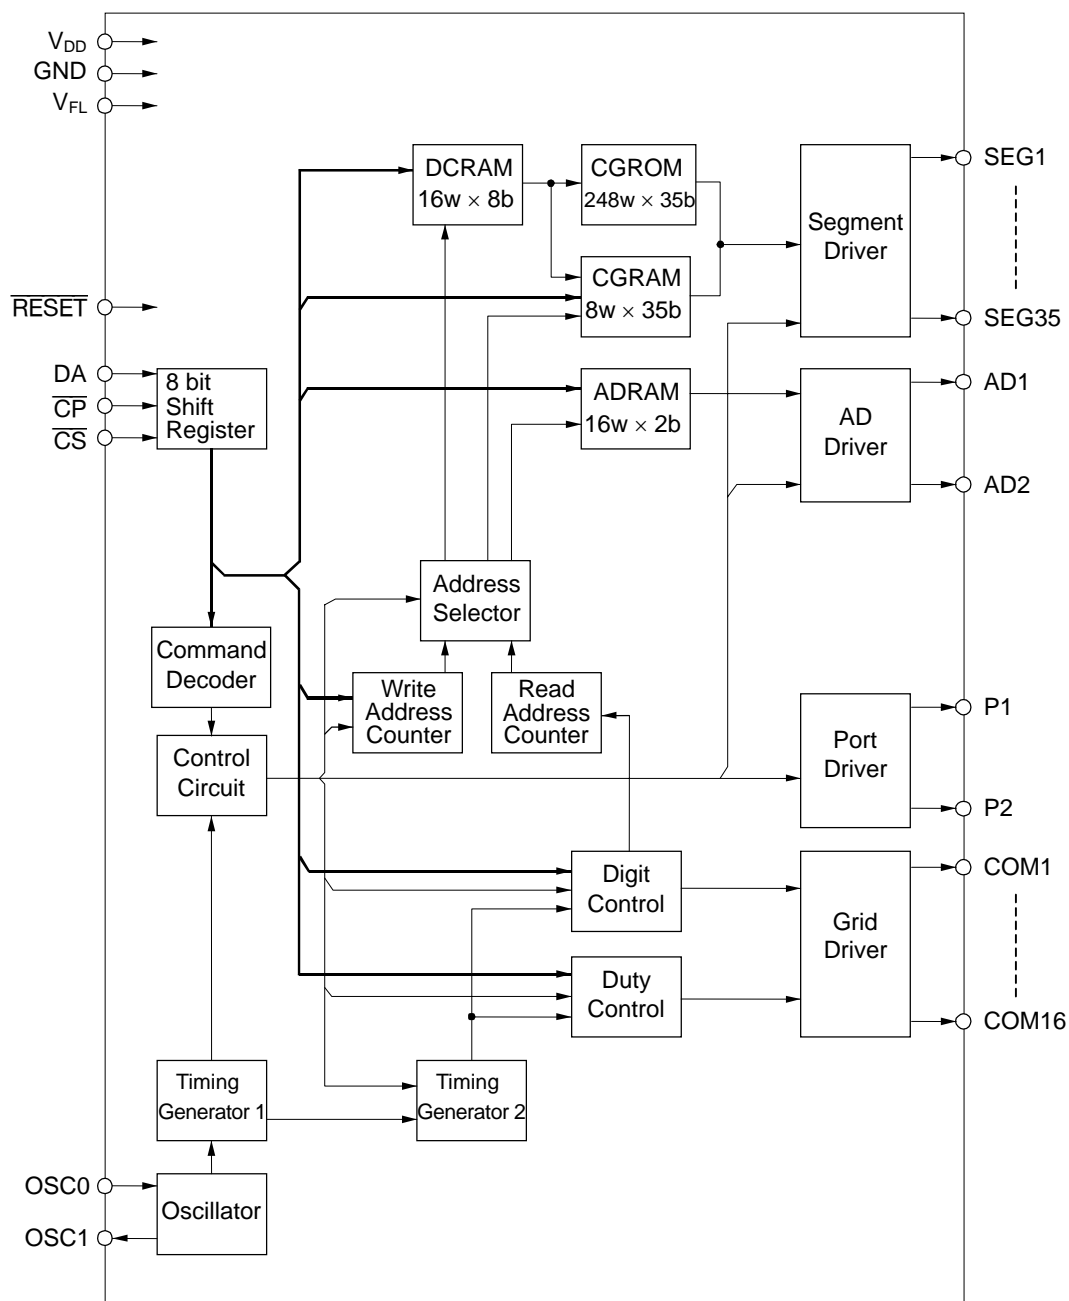 VDD
GND
VFL
RESET
DA
CP
CS
8 bit
Shift
Register
DCRAM
16w × 8b
CGROM
248w × 35b
CGRAM
8w × 35b
ADRAM
16w × 2b
Segment
Driver
SEG1
SEG35
AD
Driver
AD1
AD2
Address
Selector
Command
Decoder
Write
Address
Counter
Read
Address
Counter
Control
Circuit
Port
Driver
P1
P2
Digit
Control
Duty
Control
Grid
Driver
COM1
COM16
Timing
Generator 1
Timing
Generator 2
OSC0
OSC1
Oscillator